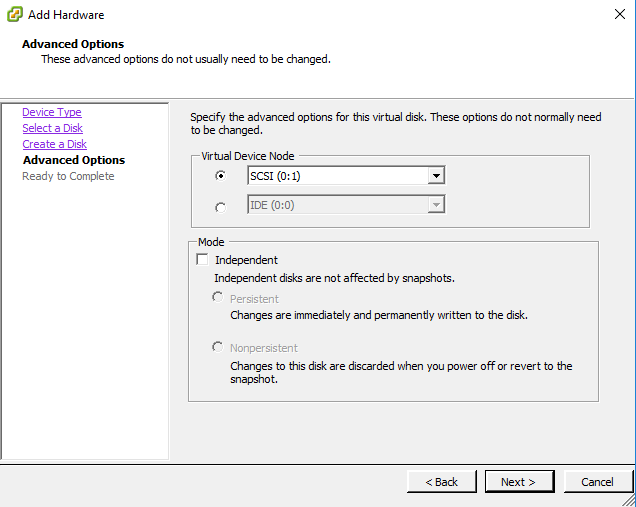 Add Hardware
Advanced Options
These advanced options do not usually need to be changed.
Device Type
Select a Disk
Create a Disk
Advanced Options
Ready to Complete
Specify the advanced options for this virtual disk. These options do not normally need
to be changed.
Virtual Device Node
SCSI (0:1)
IDE (0:0)
Mode
Independent
Independent disks are not affected by snapshots.
Persistent
Changes are immediately and permanently written to the disk.
Nonpersistent
Changes to this disk are discarded when you power off or revert to the
snapshot.
< Back
Next >
Cancel